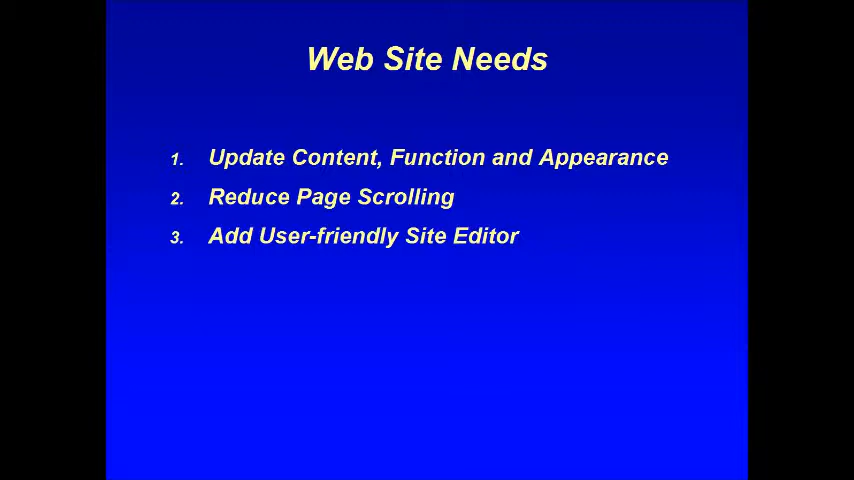 Web Site Needs
1. Update Content, Function and Appearance
2. Reduce Page Scrolling
3. Add User-friendly Site Editor